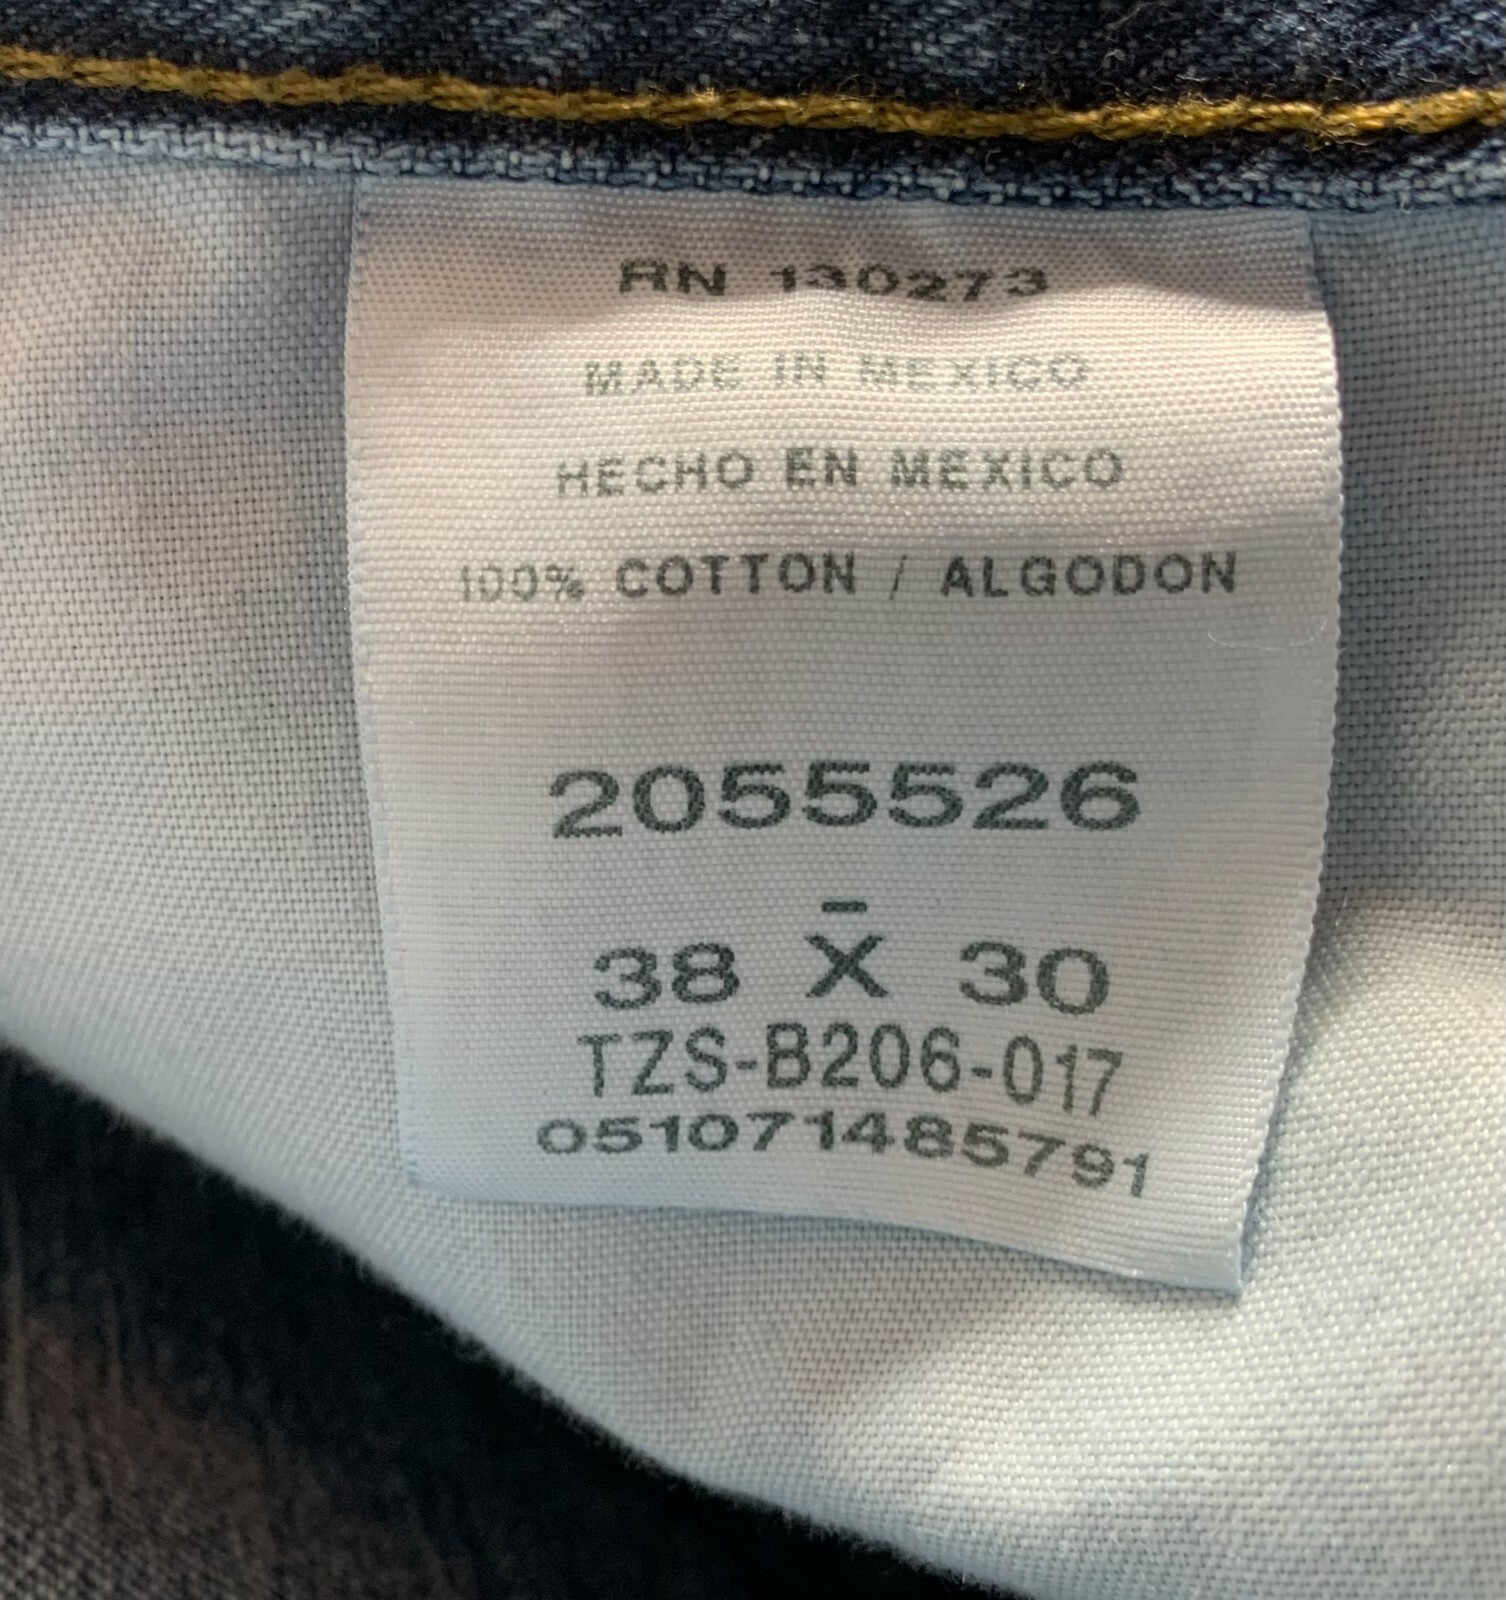 RN 130273
MADE IN MEXICO
HECHO EN MEXICO
100% COTTON / ALGODON
2055526
-
38 X 30
TZS-B206-017
051071485791